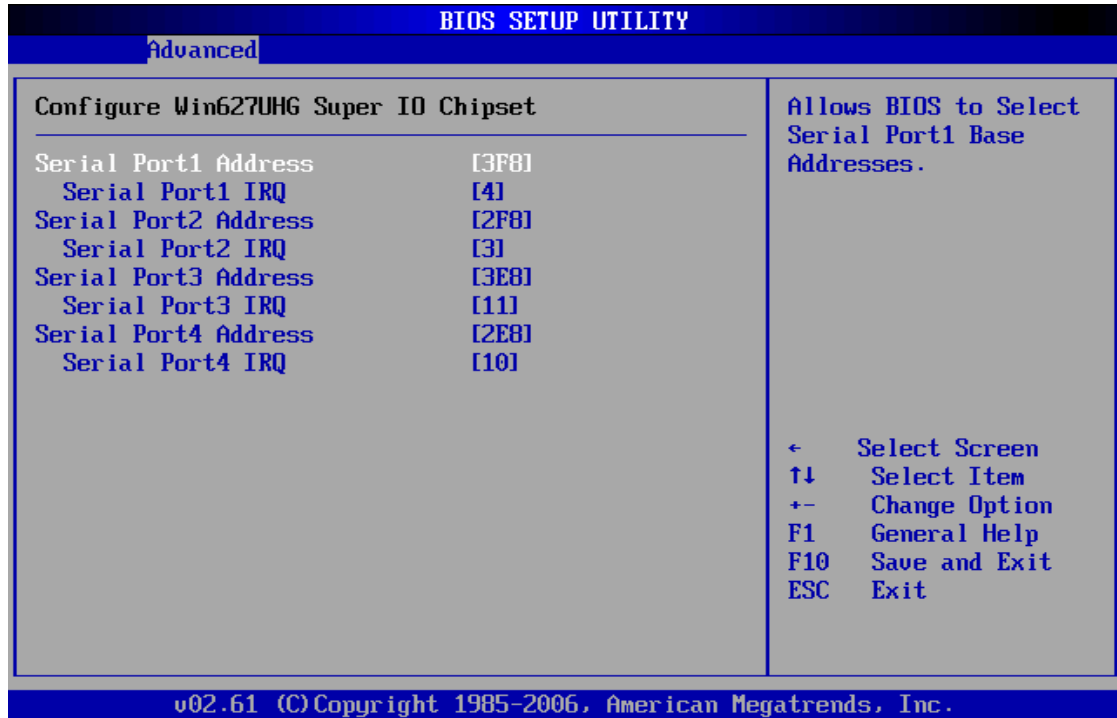 BIOS SETUP UTILITY
Advanced
Configure Win627UHG Super IO Chipset
Serial Port1 Address [3F8]
Serial Port1 IRQ [4]
Serial Port2 Address [2F8]
Serial Port2 IRQ [3]
Serial Port3 Address [3E8]
Serial Port3 IRQ [11]
Serial Port4 Address [2E8]
Serial Port4 IRQ [10]
Allows BIOS to Select
Serial Port1 Base
Addresses.
← Select Screen
↑↓ Select Item
+- Change Option
F1 General Help
F10 Save and Exit
ESC Exit
v02.61 (C)Copyright 1985-2006, American Megatrends, Inc.